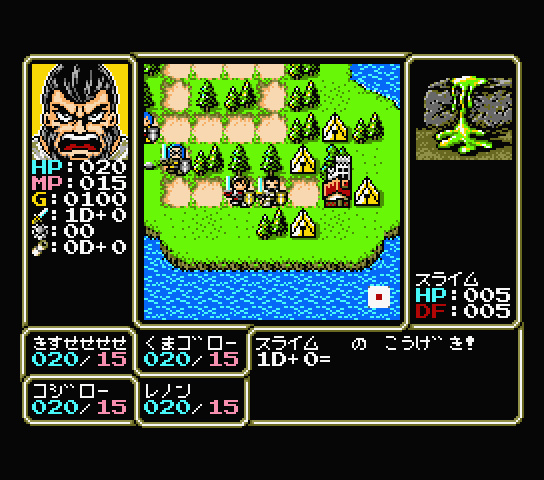 HP:020
MP:015
G:0100
:1D+0
:00
:0D+0
スライム
HP:005
DF:005
きすせせせせ
020/15
くまゴロー
020/15
スライム の こうげき!
1D+0=
コジロー
020/15
レノン
020/15